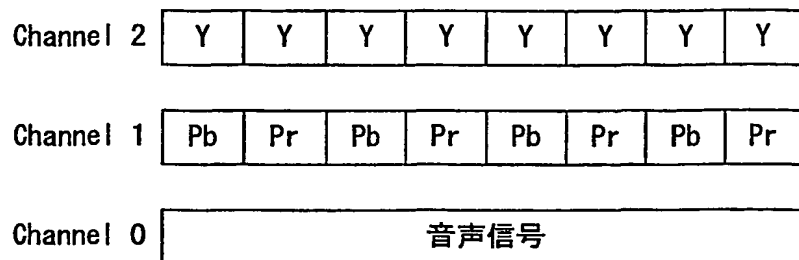 Channel 2 Y Y Y Y Y Y Y Y
Channel 1 Pb Pr Pb Pr Pb Pr Pb Pr
Channel 0 音声信号